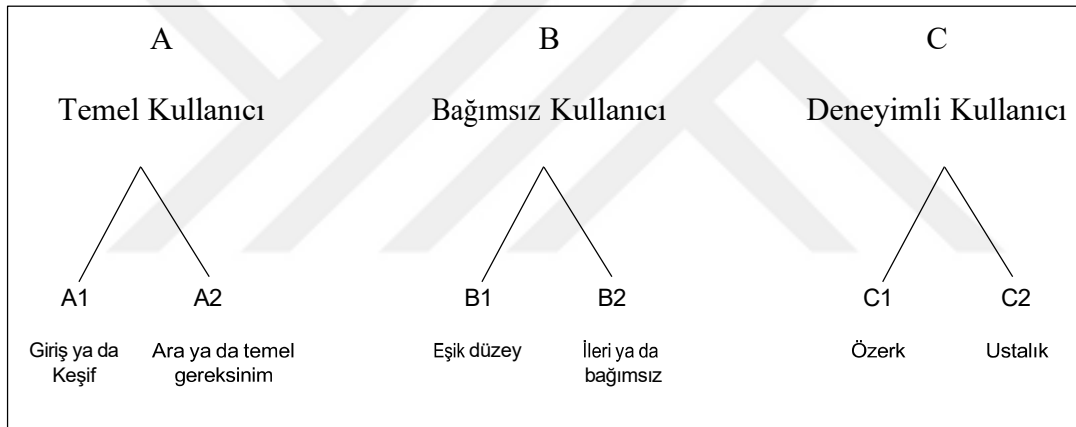 A
B
C
Temel Kullanıcı
Bağımsız Kullanıcı
Deneyimli Kullanıcı
A1
A2
B1
B2
C1
C2
Giriş ya da
Keşif
Ara ya da temel
gereksinim
Eşik düzey
İleri ya da
bağımsız
Özerk
Ustalık